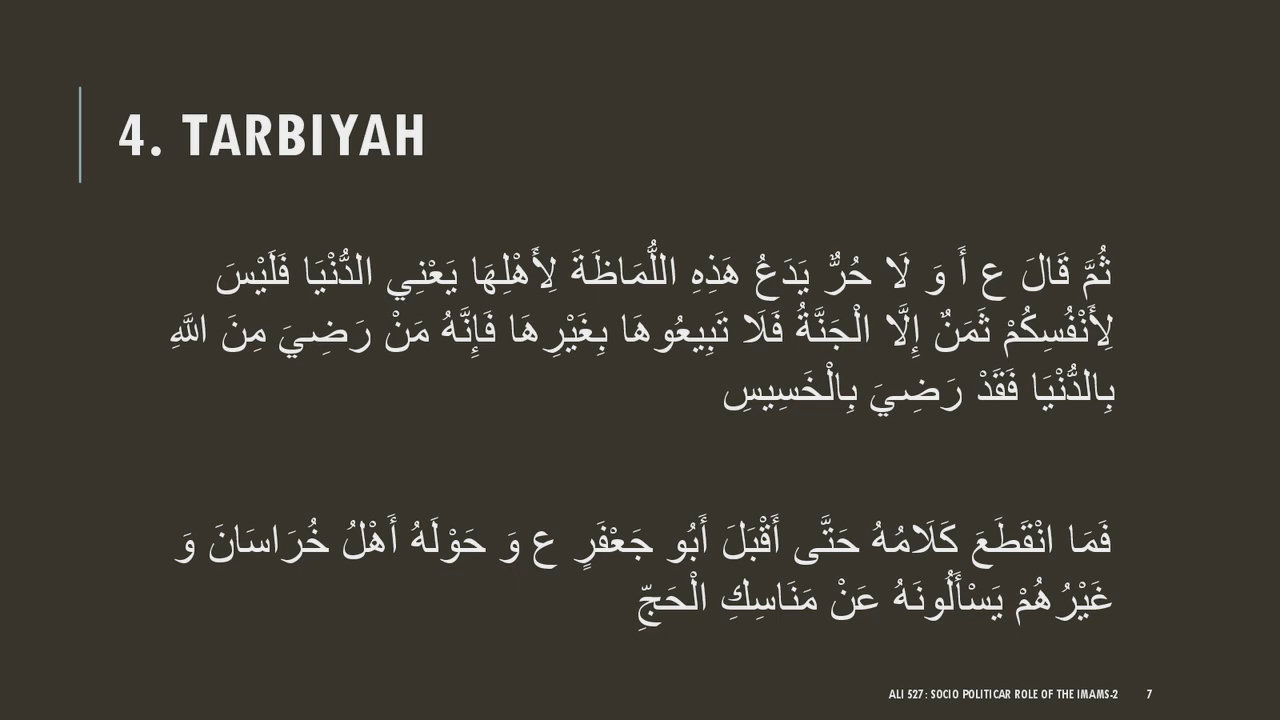 4. TARBIYAH
ثُمَّ قَالَ ع أَ وَ لَا حُرٌّ يَدَعُ هَذِهِ اللُّمَاظَةَ لِأَهْلِهَا يَعْنِي الدُّنْيَا فَلَيْسَ
لِأَنْفُسِكُمْ ثَمَنٌ إِلَّا الْجَنَّةُ فَلَا تَبِيعُوهَا بِغَيْرِهَا فَإِنَّهُ مَنْ رَضِيَ مِنَ اللَّهِ
بِالدُّنْيَا فَقَدْ رَضِيَ بِالْخَسِيسِ
فَمَا انْقَطَعَ كَلَامُهُ حَتَّى أَقْبَلَ أَبُو جَعْفَرٍ ع وَ حَوْلَهُ أَهْلُ خُرَاسَانَ وَ
غَيْرُهُمْ يَسْأَلُونَهُ عَنْ مَنَاسِكِ الْحَجِّ
ALI 527: SOCIO POLITICAR ROLE OF THE IMAMS-2 7